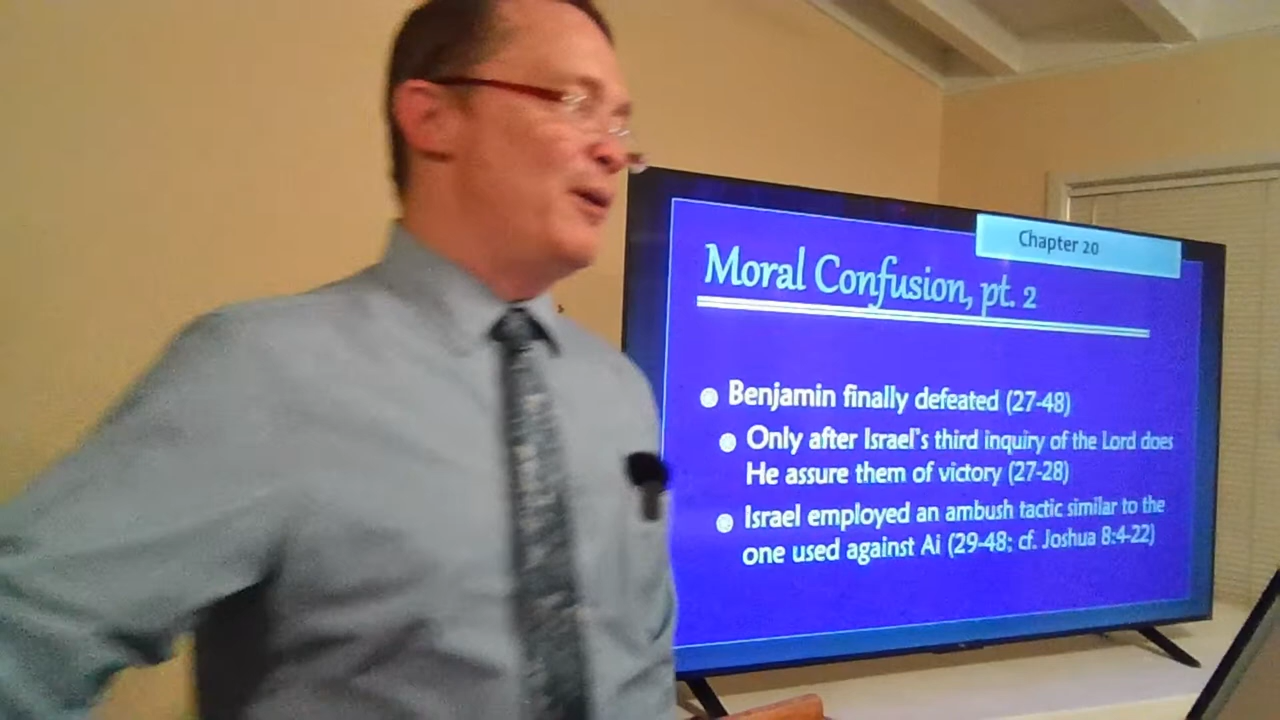 Chapter 20
Moral Confusion, pt. 2
Benjamin finally defeated (27-48)
Only after Israel's third inquiry of the Lord does
He assure them of victory (27-28)
Israel employed an ambush tactic similar to the
one used against Ai (29-48; cf. Joshua 8:4-22)